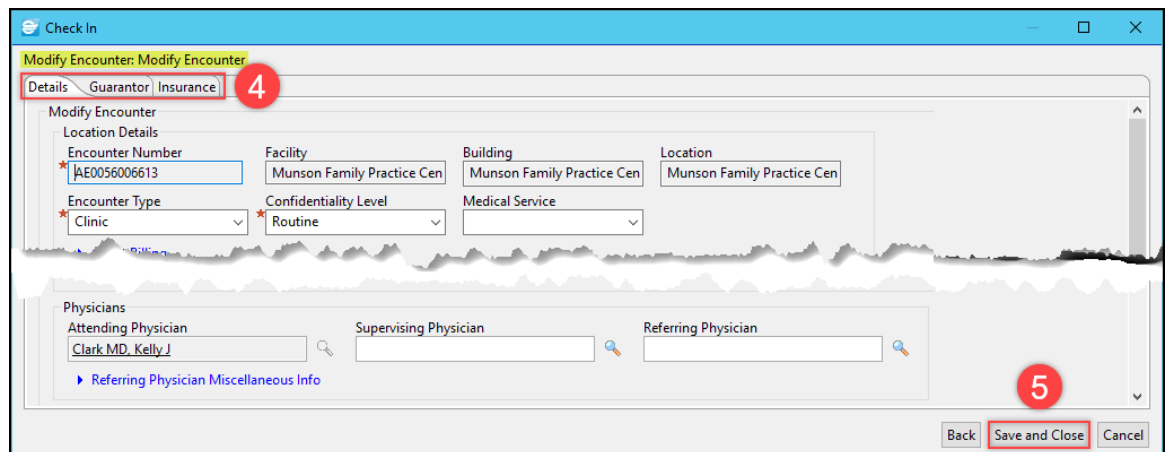 Check In
Modify Encounter: Modify Encounter
Details Guarantor Insurance 4
Modify Encounter
Location Details
Encounter Number Facility Building Location
* AE0056006613 Munson Family Practice Cen Munson Family Practice Cen Munson Family Practice Cen
Encounter Type Confidentiality Level Medical Service
* Clinic * Routine
Billing
Physicians
Attending Physician Supervising Physician Referring Physician
Clark MD, Kelly J
Referring Physician Miscellaneous Info
5
Back Save and Close Cancel